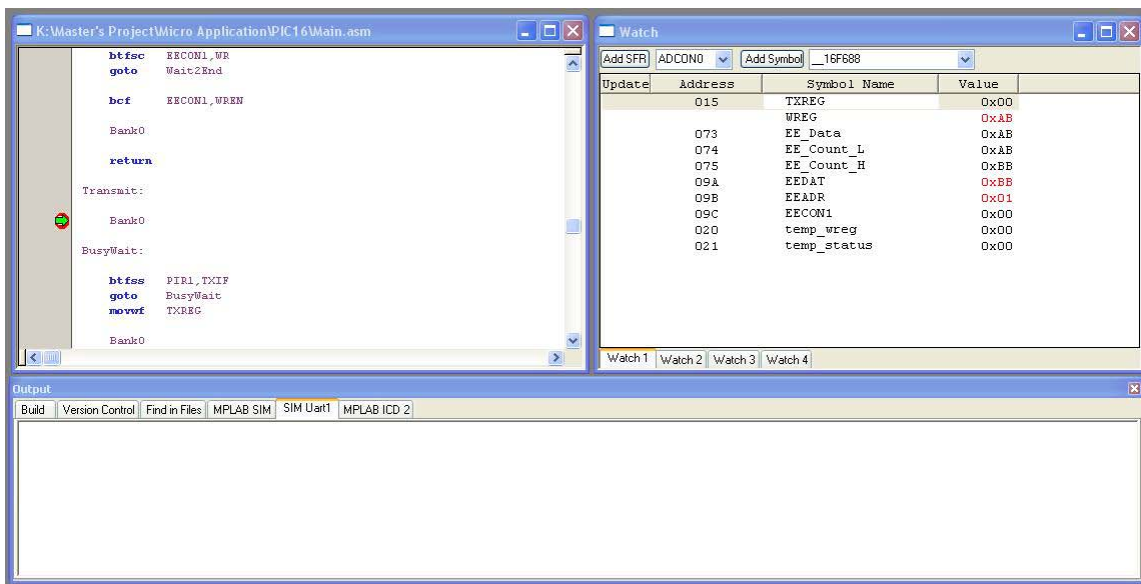 K:\Master's Project\Micro Application\PIC16\Main.asm
btfsc EECON1,WR
goto Wait2End
bcf EECON1,WREN
Bank0
return
Transmit:
Bank0
BusyWait:
btfss PIR1,TXIF
goto BusyWait
movwf TXREG
Bank0
Watch
Add SFR ADCON0 Add Symbol __16F688
Update Address Symbol Name Value
015 TXREG 0x00
WREG 0xAB
073 EE_Data 0xAB
074 EE_Count_L 0xAB
075 EE_Count_H 0xBB
09A EEDAT 0xBB
09B EEADR 0x01
09C EECON1 0x00
020 temp_wreg 0x00
021 temp_status 0x00
Watch 1 Watch 2 Watch 3 Watch 4
Output
Build Version Control Find in Files MPLAB SIM SIM Uart1 MPLAB ICD 2